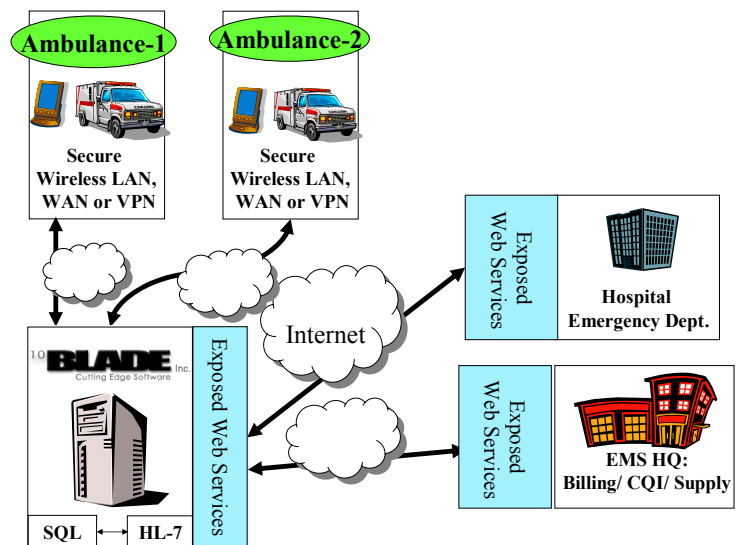 Ambulance-1
Secure
Wireless LAN,
WAN or VPN
Ambulance-2
Secure
Wireless LAN,
WAN or VPN
Exposed
Web Services
Hospital
Emergency Dept.
Internet
10
BLADE
Inc.
Cutting Edge Software
Exposed Web Services
SQL
HL-7
Exposed
Web Services
EMS HQ:
Billing/ CQI/ Supply